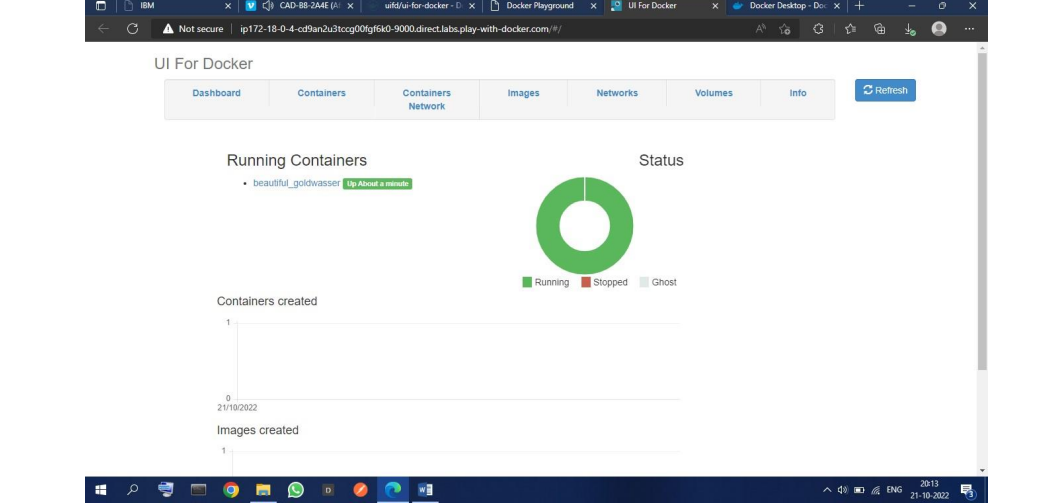 IBM
CAD-B8-2A4E (A
uifd/ui-for-docker - D
Docker Playground
UI For Docker
Docker Desktop - Doc
Not secure | ip172-18-0-4-cd9an2u3tccg00fgf6k0-9000.direct.labs.play-with-docker.com/#/
UI For Docker
Dashboard
Containers
Containers Network
Images
Networks
Volumes
Info
Refresh
Running Containers
beautiful_goldwasser Up About a minute
Status
Running Stopped Ghost
Containers created
1
0
21/10/2022
Images created
1
ENG
20:13
21-10-2022